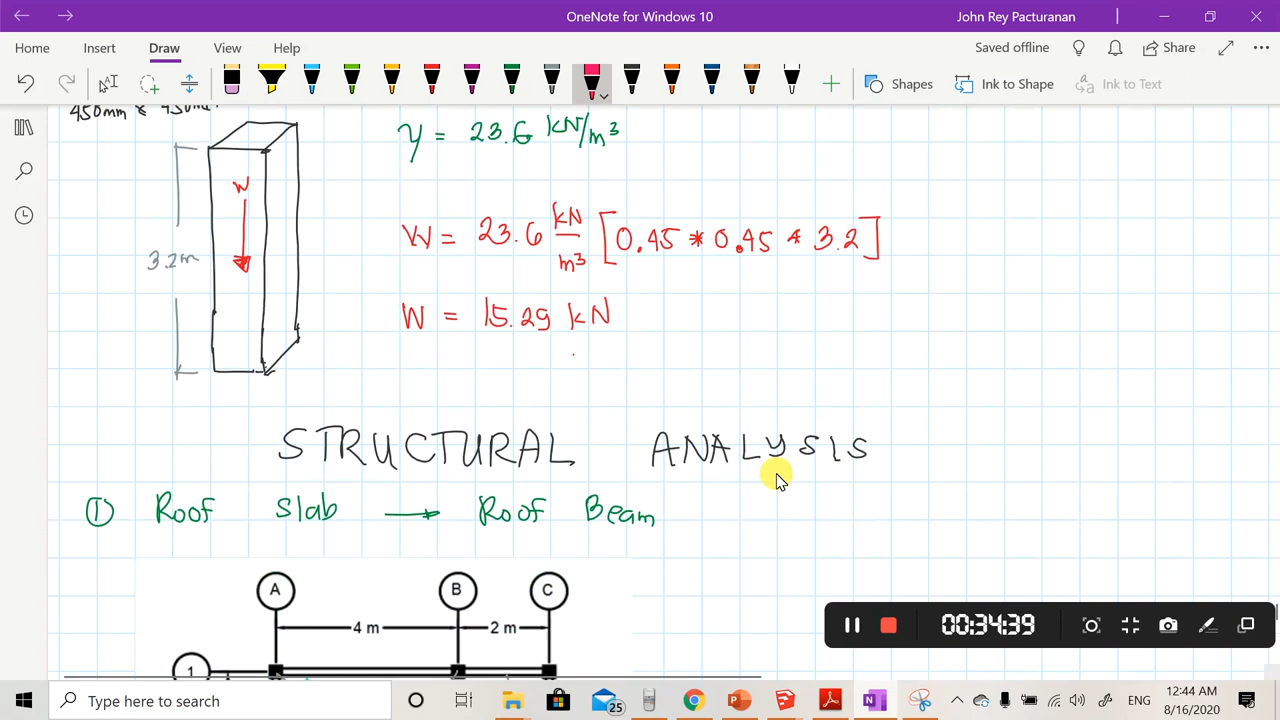 OneNote for Windows 10
John Rey Pacturanan
Home Insert Draw View Help
Saved offline
Share
Shapes
Ink to Shape
Ink to Text
450mm
γ = 23.6 kN/m³
W
W = 23.6 kN/m³ [0.45 * 0.45 * 3.2]
3.2m
W = 15.29 kN
STRUCTURAL ANALYSIS
① Roof Slab → Roof Beam
A B C
4 m 2 m
1
00:34:39
Type here to search
25
ENG
12:44 AM
8/16/2020